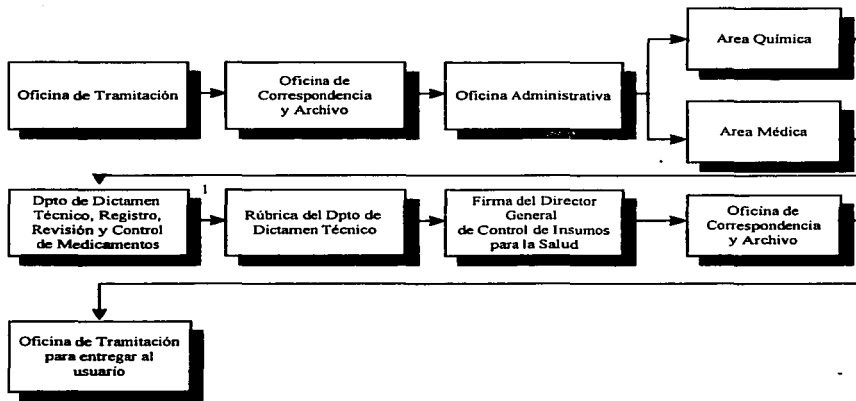 Area Química
Oficina de Tramitación
Oficina de
Correspondencia
y Archivo
Oficina Administrativa
Area Médica
Dpto de Dictamen
Técnico, Registro,
Revisión y Control
de Medicamentos
1
Rúbrica del Dpto de
Dictamen Técnico
Firma del Director
General
de Control de Insumos
para la Salud
Oficina de
Correspondencia
y Archivo
Oficina de Tramitación
para entregar al
usuario